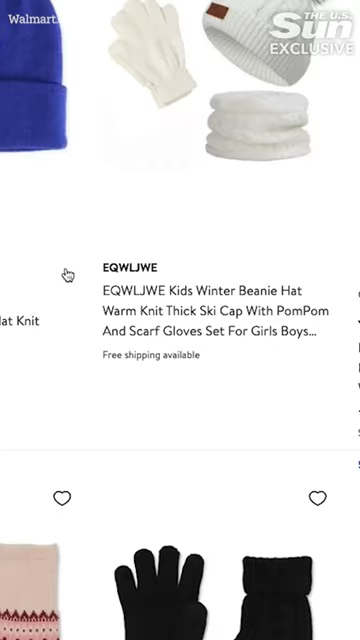 Walmart.
THE U.S.
Sun
EXCLUSIVE
EQWLJWE
EQWLJWE Kids Winter Beanie Hat
Warm Knit Thick Ski Cap With PomPom
And Scarf Gloves Set For Girls Boys...
Free shipping available
Hat Knit